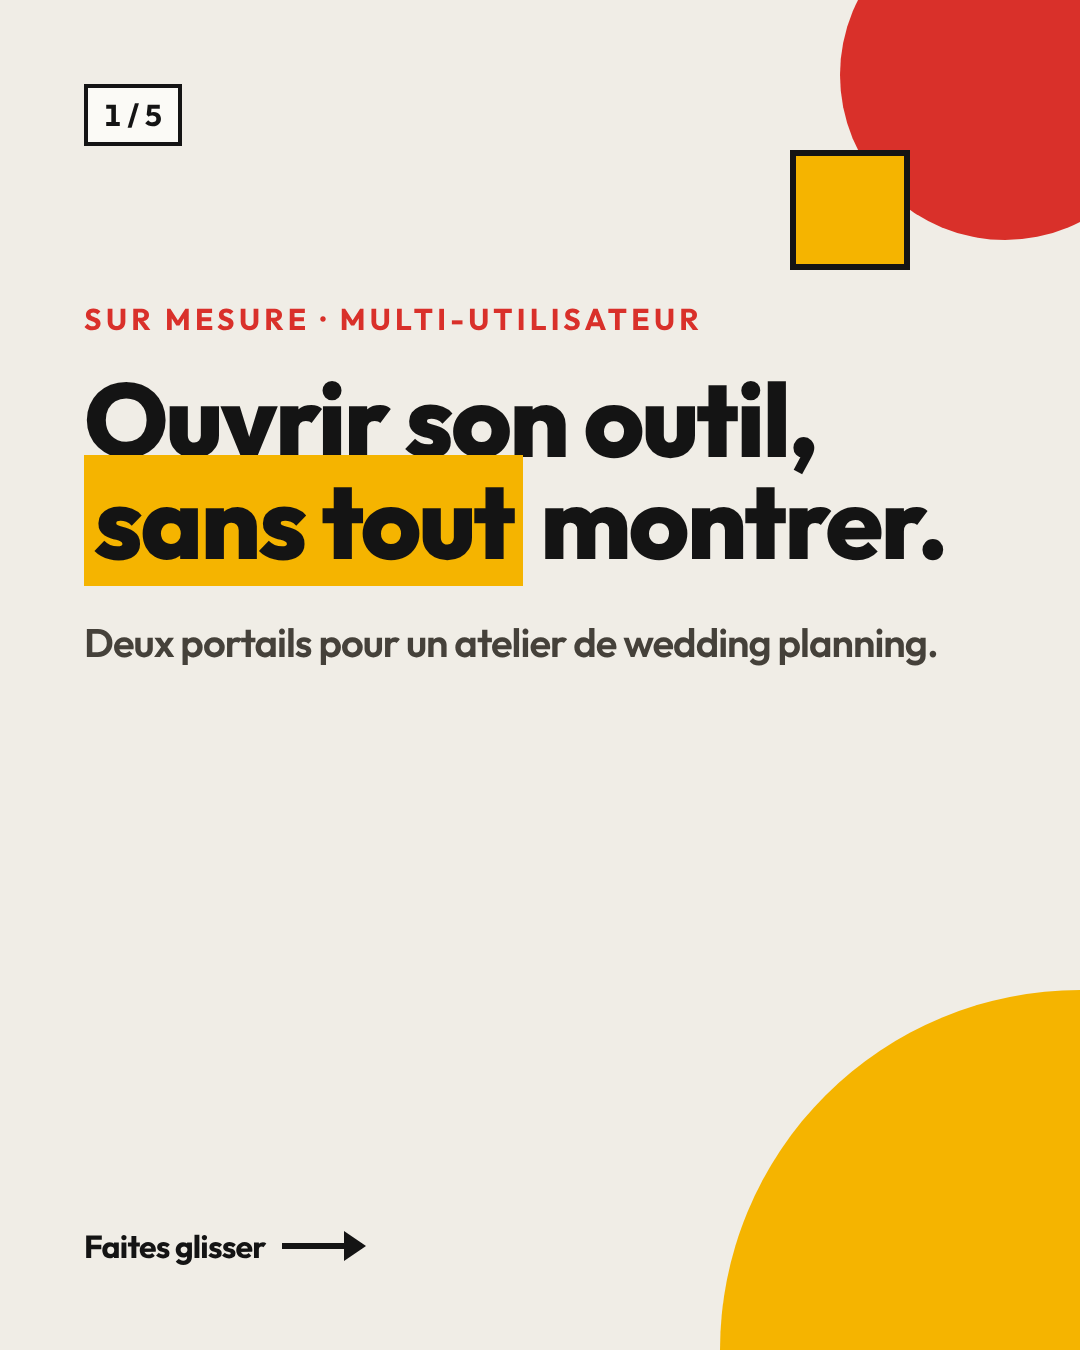 1 / 5
SUR MESURE · MULTI-UTILISATEUR
Ouvrir son outil,
sans tout montrer.
Deux portails pour un atelier de wedding planning.
Faites glisser